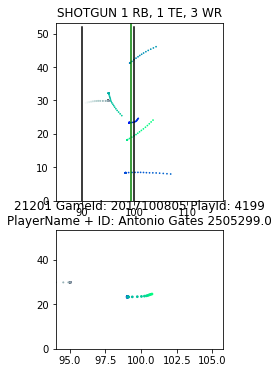 SHOTGUN 1 RB, 1 TE, 3 WR
50
40
30
20
10
0
90 100 110
21201 GameId: 2017100805 PlayId: 4199
PlayerName + ID: Antonio Gates 2505299.0
40
20
0
95.0 97.5 100.0 102.5 105.0